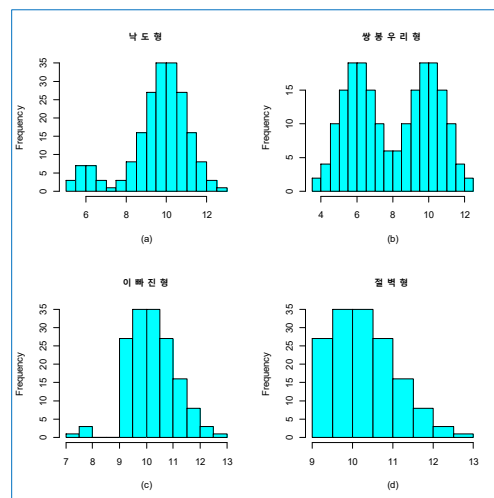 낙 도 형
Frequency
0 5 10 15 20 25 30 35
6 8 10 12
(a)
쌍 봉 우 리 형
Frequency
0 5 10 15
4 6 8 10 12
(b)
이 빠 진 형
Frequency
0 5 10 15 20 25 30 35
7 8 9 10 11 12 13
(c)
절 벽 형
Frequency
0 5 10 15 20 25 30 35
9 10 11 12 13
(d)